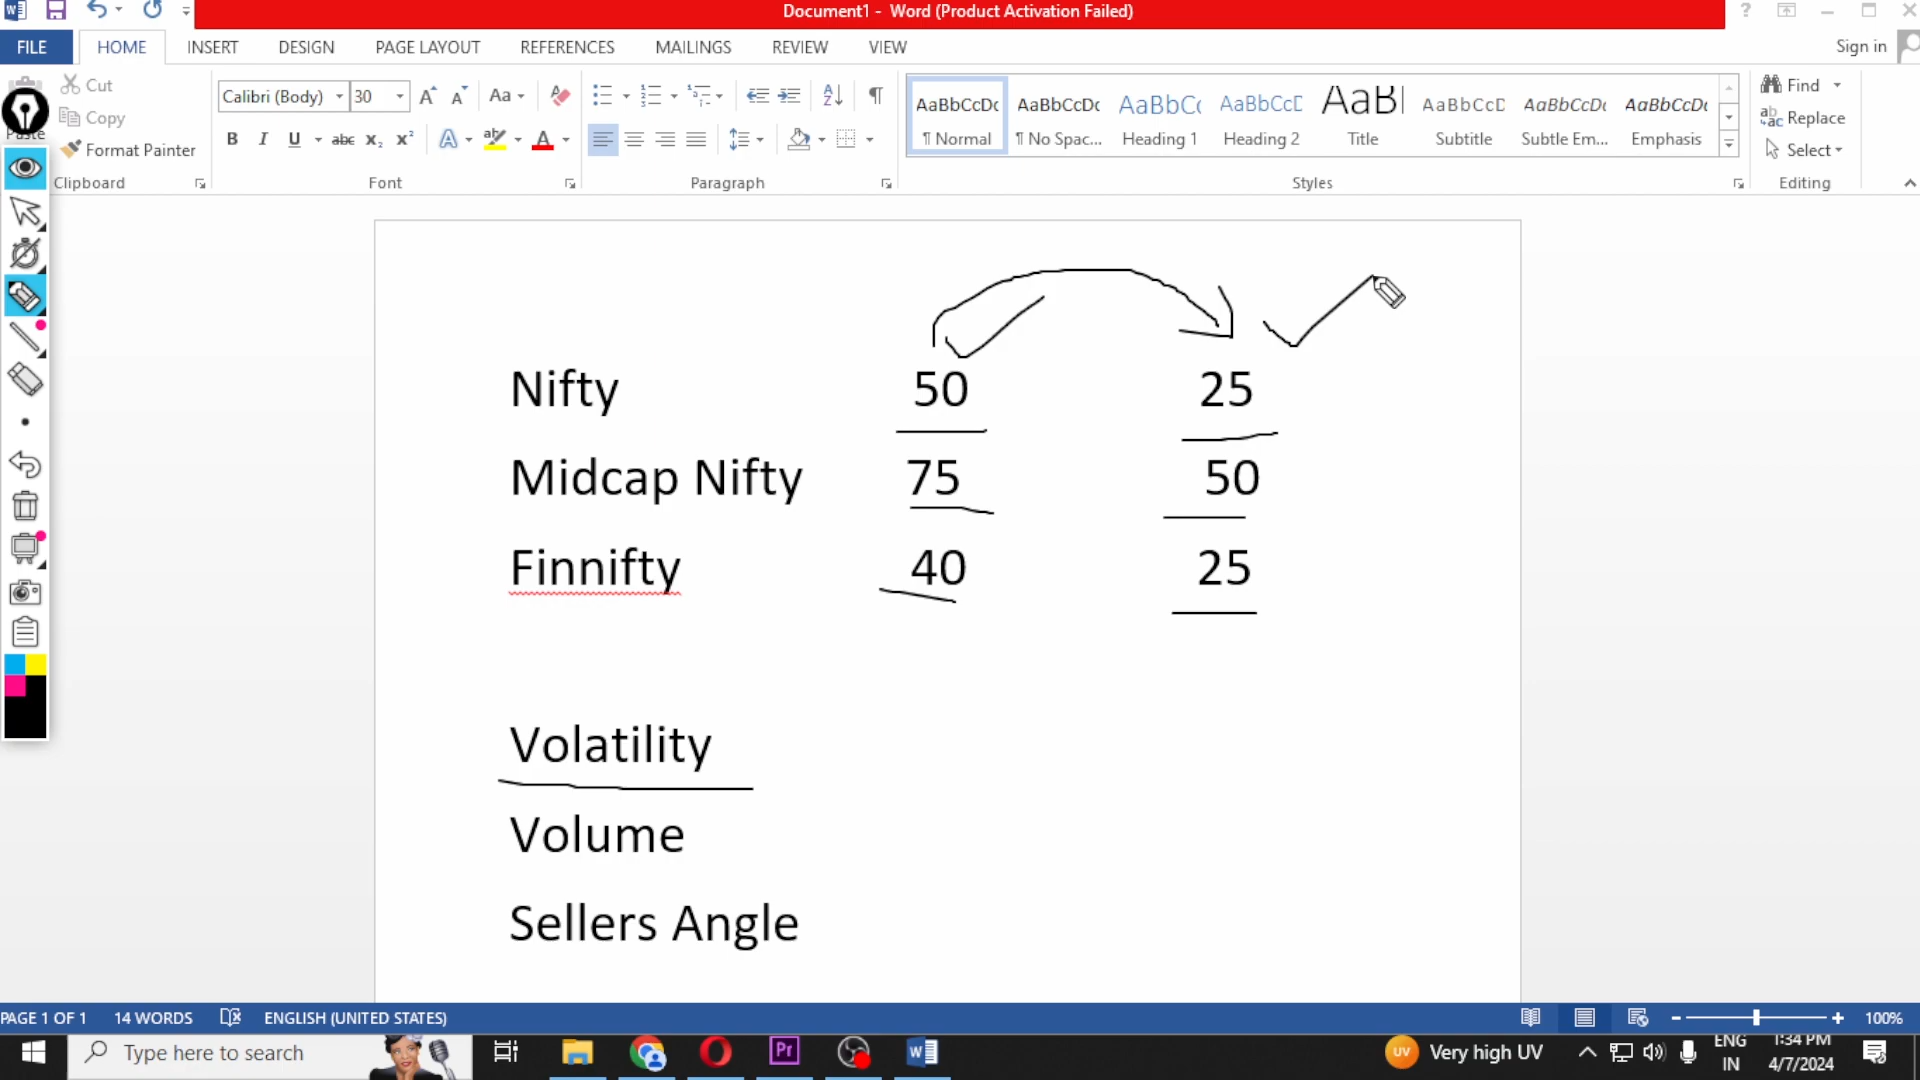 Document1 - Word (Product Activation Failed)
FILE HOME INSERT DESIGN PAGE LAYOUT REFERENCES MAILINGS REVIEW VIEW Sign in
Cut
Copy
Paste
Format Painter
Clipboard
Calibri (Body) 30
Font
Paragraph
AaBbCcDc AaBbCcDc AaBbCc AaBbCcD AaB AaBbCcD AaBbCcDc AaBbCcDc
¶ Normal ¶ No Spac... Heading 1 Heading 2 Title Subtitle Subtle Em... Emphasis
Styles
Find
Replace
Select
Editing
Nifty 50 25
Midcap Nifty 75 50
Finnifty 40 25
Volatility
Volume
Sellers Angle
PAGE 1 OF 1 14 WORDS ENGLISH (UNITED STATES) 100%
Type here to search
UV Very high UV
ENG
IN
1:34 PM
4/7/2024